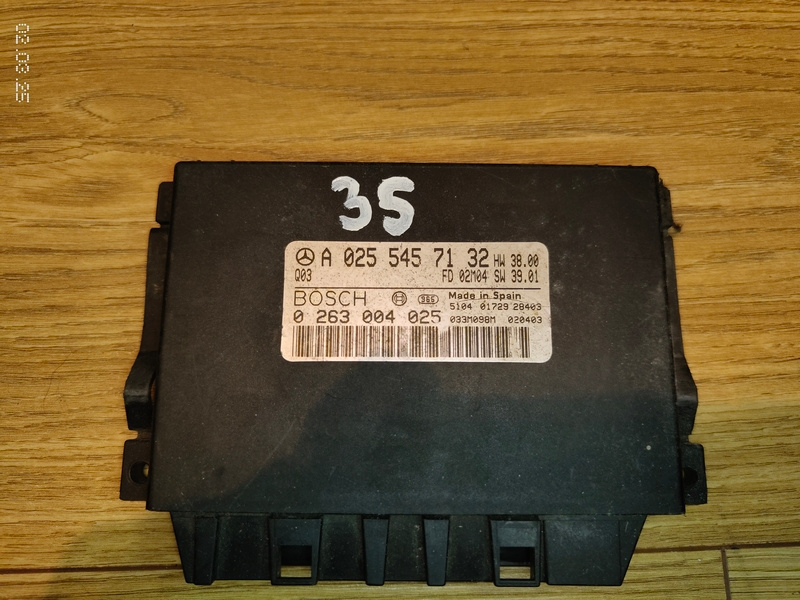 02.03.25
35
A 025 545 71 32 HW 38.00
Q03 FD 02M04 SW 39.01
BOSCH Made in Spain
5104 01729 28403
0 263 004 025 033M098M 020403